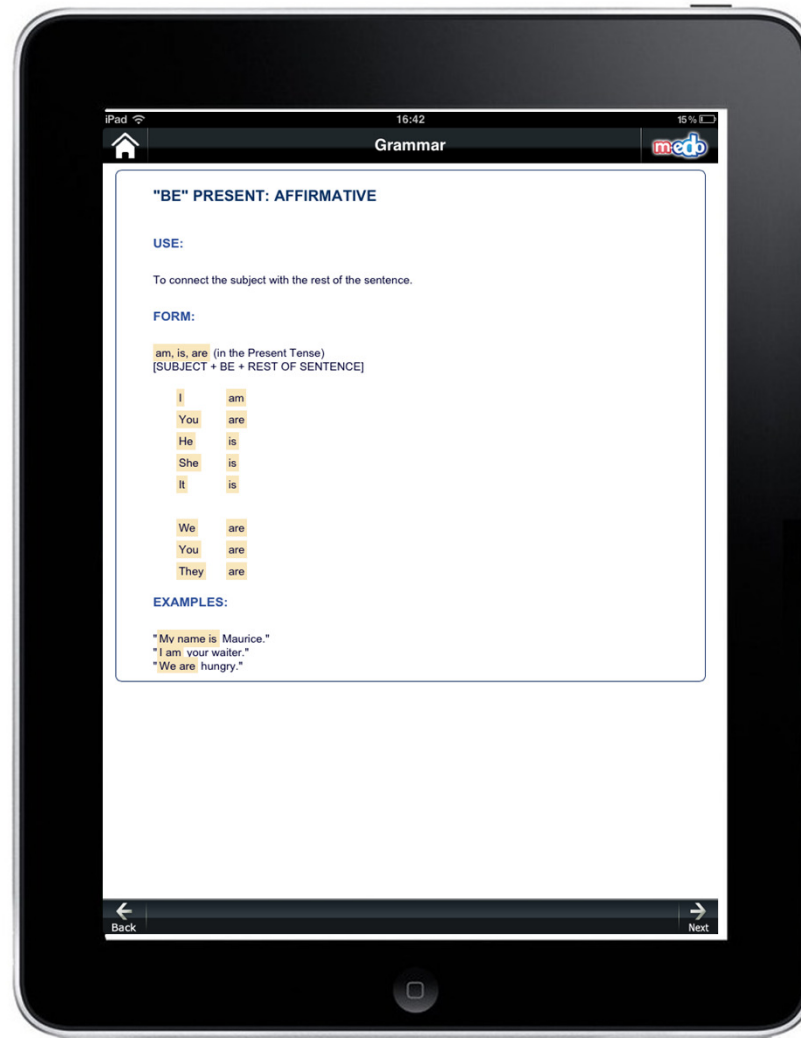 iPad 16:42 15%
Grammar m-edo
"BE" PRESENT: AFFIRMATIVE
USE:
To connect the subject with the rest of the sentence.
FORM:
am, is, are (in the Present Tense)
[SUBJECT + BE + REST OF SENTENCE]
I am
You are
He is
She is
It is
We are
You are
They are
EXAMPLES:
"My name is Maurice."
"I am your waiter."
"We are hungry."
Back Next